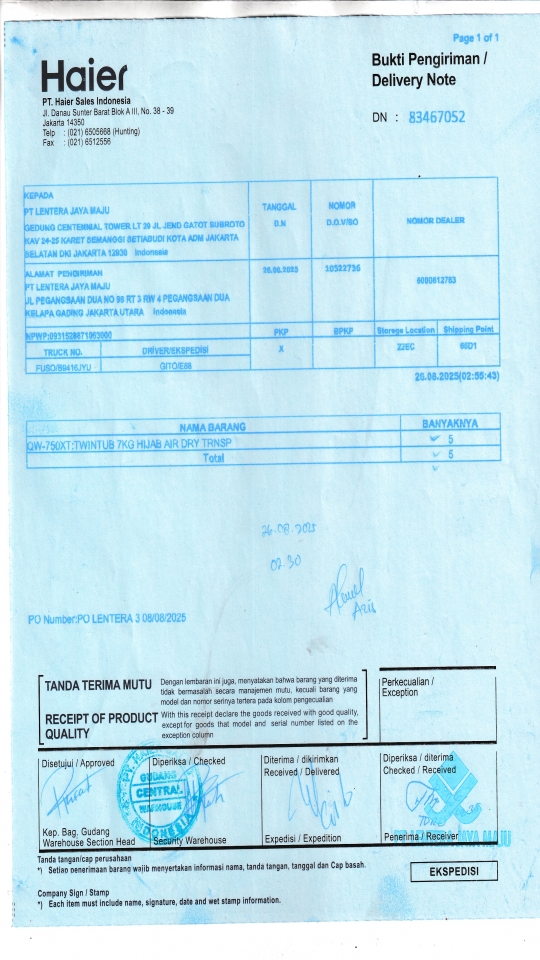 Page 1 of 1
Haier
Bukti Pengiriman /
Delivery Note
PT. Haier Sales Indonesia
Jl. Danau Sunter Barat Blok A III, No. 38 - 39
Jakarta 14350
Telp : (021) 6505668 (Hunting)
Fax : (021) 6512556
DN : 83467052
KEPADA
PT LENTERA JAYA MAJU
GEDUNG CENTENNIAL TOWER LT 29 JL JEND GATOT SUBROTO
KAV 24-25 KARET SEMANGGI SETIABUDI KOTA ADM JAKARTA
SELATAN DKI JAKARTA 12930 Indonesia
TANGGAL
D.N
NOMOR
D.O.V/SO
NOMOR DEALER
ALAMAT PENGIRIMAN
PT LENTERA JAYA MAJU
JL PEGANGSAAN DUA NO 96 RT 3 RW 4 PEGANGSAAN DUA
KELAPA GADING JAKARTA UTARA Indonesia
26.08.2025
10522736
NPWP:0931528671063000
PKP
BPKP
Storage Location
Shipping Point
TRUCK NO.
DRIVER/EKSPEDISI
X
22EC
FUSO/B9416JYU
GITO/E88
26.08.2025(02:55:43)
NAMA BARANG
BANYAKNYA
QW-750XT:TWINTUB 7KG HIJAB AIR DRY TRNSP
5
Total
5
26.08.2025
02.30
Azis
PO Number:PO LENTERA 3 08/08/2025
TANDA TERIMA MUTU
Dengan lembaran ini juga, menyatakan bahwa barang yang diterima
tidak bermasalah secara manajemen mutu, kecuali barang yang
model dan nomor serinya tertera pada kolom pengecualian
RECEIPT OF PRODUCT
QUALITY
With this receipt declare the goods received with good quality,
except for goods that model and serial number listed on the
exception column
Perkecualian /
Exception
Disetujui / Approved
Diperiksa / Checked
Diterima / dikirimkan
Received / Delivered
Diperiksa / diterima
Checked / Received
GUDANG
CENTRAL
WAREHOUSE
INDONESIA
Kep. Bag. Gudang
Warehouse Section Head
Security Warehouse
Expedisi / Expedition
Penerima / Receiver
JAYA MAJU
Tanda tangan/cap perusahaan
*) Setian penerimaan barang wajib menyertakan informasi nama, tanda tangan, tanggal dan Cap basah.
EKSPEDISI
Company Sign / Stamp
*) Each item must include name, signature, date and wet stamp information.